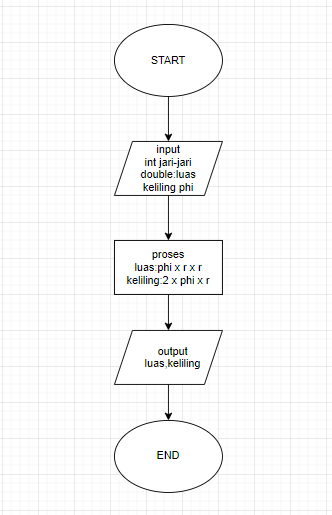 START
input
int jari-jari
double:luas
keliling phi
proses
luas:phi x r x r
keliling:2 x phi x r
output
luas,keliling
END